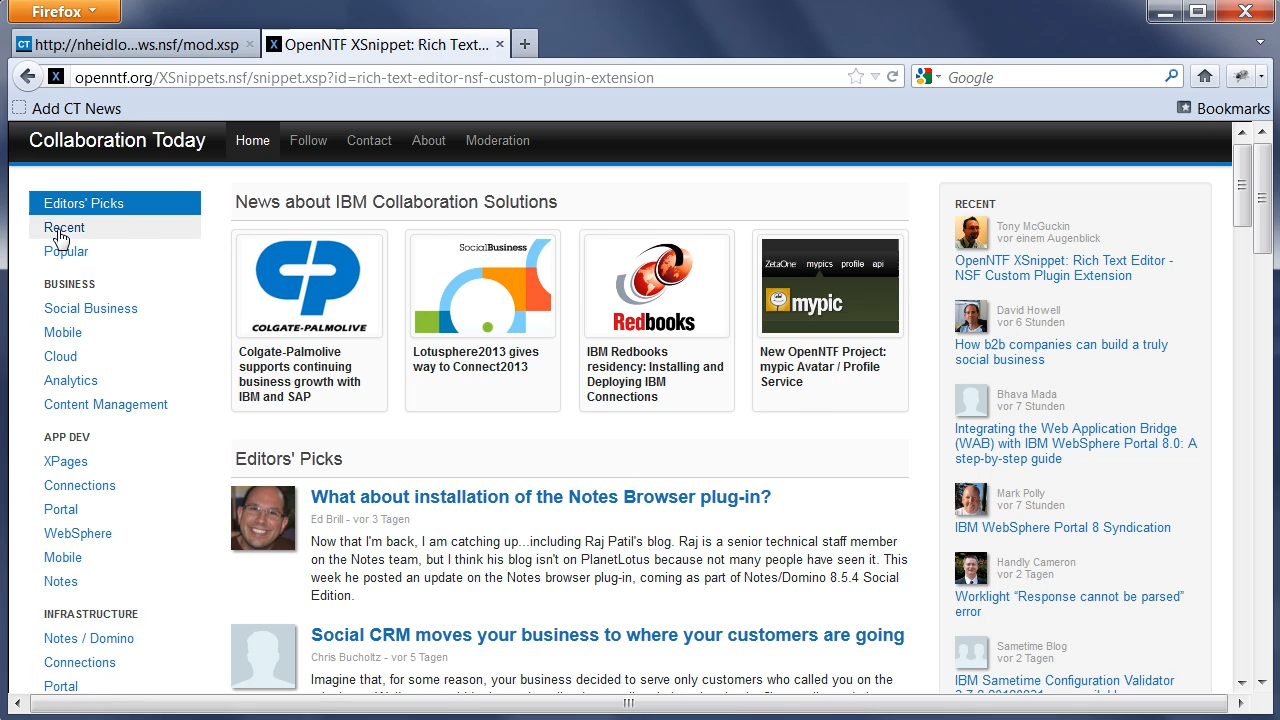 Firefox
CT http://nheidlo...ws.nsf/mod.xsp
X OpenNTF XSnippet: Rich Text...
X openntf.org/XSnippets.nsf/snippet.xsp?id=rich-text-editor-nsf-custom-plugin-extension
Google
Add CT News
Bookmarks
Collaboration Today
Home
Follow
Contact
About
Moderation
Editors' Picks
Recent
Popular
BUSINESS
Social Business
Mobile
Cloud
Analytics
Content Management
APP DEV
XPages
Connections
Portal
WebSphere
Mobile
Notes
INFRASTRUCTURE
Notes / Domino
Connections
Portal
News about IBM Collaboration Solutions
COLGATE-PALMOLIVE
Colgate-Palmolive
supports continuing
business growth with
IBM and SAP
SocialBusiness
Lotusphere2013 gives
way to Connect2013
Redbooks
IBM Redbooks
residency: Installing and
Deploying IBM
Connections
ZetaOne mypics profile api
mypic
New OpenNTF Project:
mypic Avatar / Profile
Service
Editors' Picks
What about installation of the Notes Browser plug-in?
Ed Brill - vor 3 Tagen
Now that I'm back, I am catching up...including Raj Patil's blog. Raj is a senior technical staff member
on the Notes team, but I think his blog isn't on PlanetLotus because not many people have seen it. This
week he posted an update on the Notes browser plug-in, coming as part of Notes/Domino 8.5.4 Social
Edition.
Social CRM moves your business to where your customers are going
Chris Bucholtz - vor 5 Tagen
Imagine that, for some reason, your business decided to serve only customers who called you on the
RECENT
Tony McGuckin
vor einem Augenblick
OpenNTF XSnippet: Rich Text Editor -
NSF Custom Plugin Extension
David Howell
vor 6 Stunden
How b2b companies can build a truly
social business
Bhava Mada
vor 7 Stunden
Integrating the Web Application Bridge
(WAB) with IBM WebSphere Portal 8.0: A
step-by-step guide
Mark Polly
vor 7 Stunden
IBM WebSphere Portal 8 Syndication
Handly Cameron
vor 2 Tagen
Worklight “Response cannot be parsed”
error
Sametime Blog
vor 2 Tagen
IBM Sametime Configuration Validator